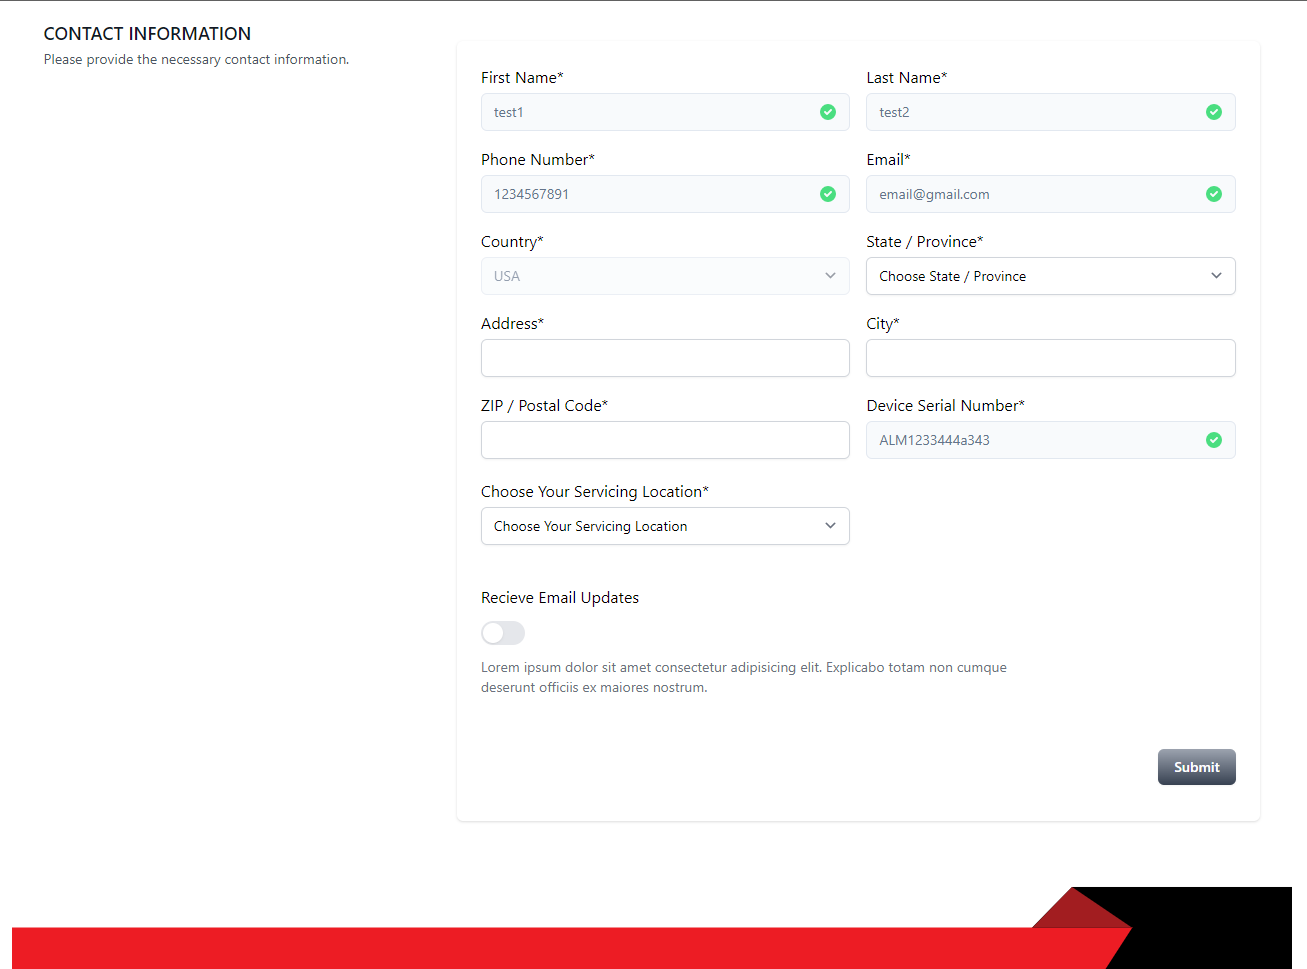 CONTACT INFORMATION
Please provide the necessary contact information.
First Name*
Last Name*
test1
test2
Phone Number*
Email*
1234567891
email@gmail.com
Country*
State / Province*
USA
Choose State / Province
Address*
City*
ZIP / Postal Code*
Device Serial Number*
ALM1233444a343
Choose Your Servicing Location*
Choose Your Servicing Location
Recieve Email Updates
Lorem ipsum dolor sit amet consectetur adipisicing elit. Explicabo totam non cumque
deserunt officiis ex maiores nostrum.
Submit